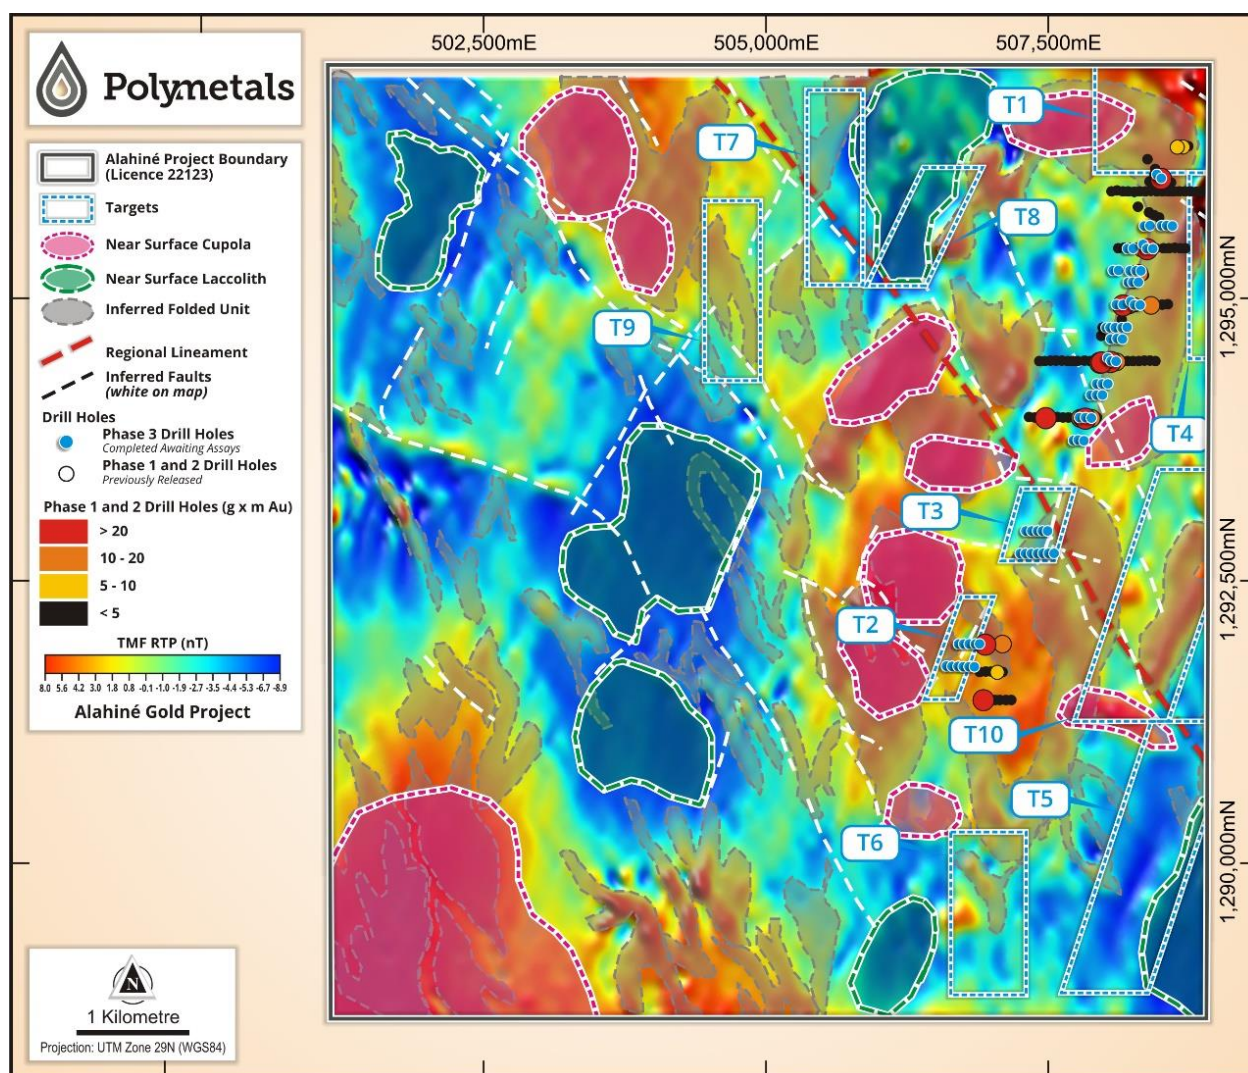 502,500mE
505,000mE
507,500mE
Polymetals
Alahiné Project Boundary
(Licence 22123)
Targets
Near Surface Cupola
Near Surface Laccolith
Inferred Folded Unit
Regional Lineament
Inferred Faults
(white on map)
Drill Holes
Phase 3 Drill Holes
Completed Awaiting Assays
Phase 1 and 2 Drill Holes
Previously Released
Phase 1 and 2 Drill Holes (g x m Au)
> 20
10 - 20
5 - 10
< 5
TMF RTP (nT)
8.0 5.6 4.2 3.0 1.8 0.8 -0.1 -1.0 -1.9 -2.7 -3.5 -4.4 -5.3 -6.7 -8.9
Alahiné Gold Project
T1
T7
T8
T9
T4
T3
T2
T10
T5
T6
1,295,000mN
1,292,500mN
1,290,000mN
N
1 Kilometre
Projection: UTM Zone 29N (WGS84)